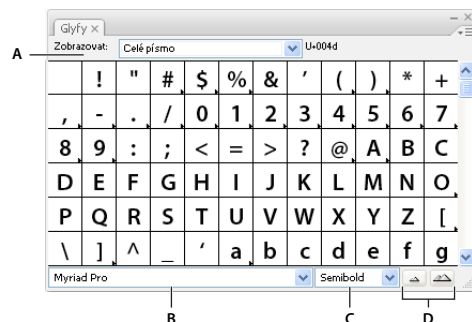 Glyfy
Zobrazovat: Celé písmo U+004d
A
! " # $ % & ' ( ) * +
, - . / 0 1 2 3 4 5 6 7
8 9 : ; < = > ? @ A B C
D E F G H I J K L M N O
P Q R S T U V W X Y Z [
\ ] ^ _ ‘ a b c d e f g
Myriad Pro Semibold
B C D